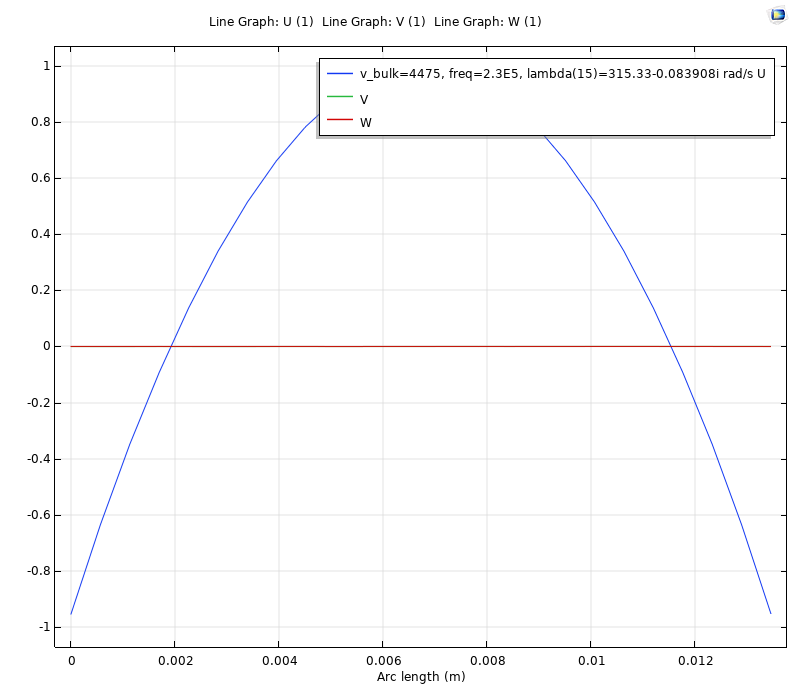 Line Graph: U (1)  Line Graph: V (1)  Line Graph: W (1)
v_bulk=4475, freq=2.3E5, lambda(15)=315.33-0.083908i rad/s U
V
W
1
0.8
0.6
0.4
0.2
0
-0.2
-0.4
-0.6
-0.8
-1
0 0.002 0.004 0.006 0.008 0.01 0.012
Arc length (m)